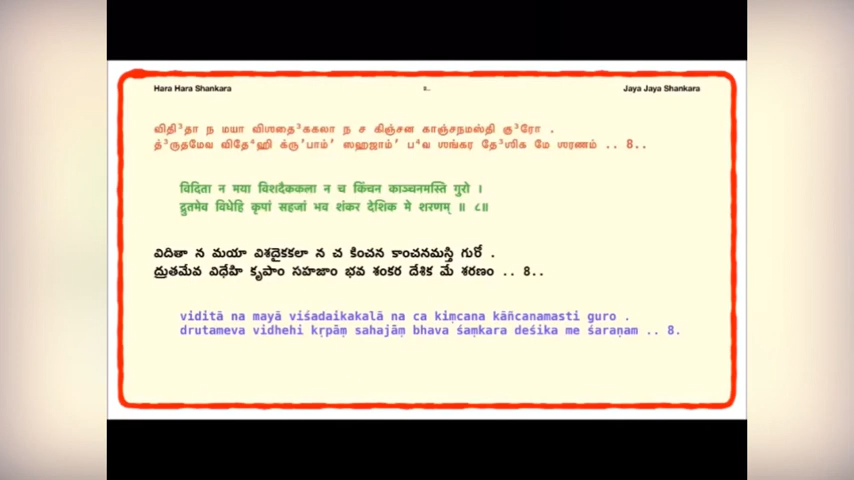 Hara Hara Shankara
8.
Jaya Jaya Shankara
விதி³தா ந மயா விஶதை³ககலா ந ச கிஞ்சன காஞ்சநமஸ்தி கு³ரோ .
த்³ருதமேவ விதே⁴ஹி க்ரு’பாம்’ ஸஹஜாம்’ ப⁴வ ஶங்கர தே³ஶிக மே ஶரணம் .. 8..
विदिता न मया विशदैककला न च किंचन काञ्चनमस्ति गुरो ।
द्रुतमेव विधेहि कृपां सहजां भव शंकर देशिक मे शरणम् ॥ ८॥
విదితా న మయా విశదైకకలా న చ కించన కాంచనమస్తి గురో .
ద్రుతమేవ విధేహి కృపాం సహజాం భవ శంకర దేశిక మే శరణం .. 8..
viditā na mayā viśadaikakalā na ca kiṃcana kāñcanamasti guro .
drutameva vidhehi kṛpāṃ sahajāṃ bhava śaṃkara deśika me śaraṇam .. 8.